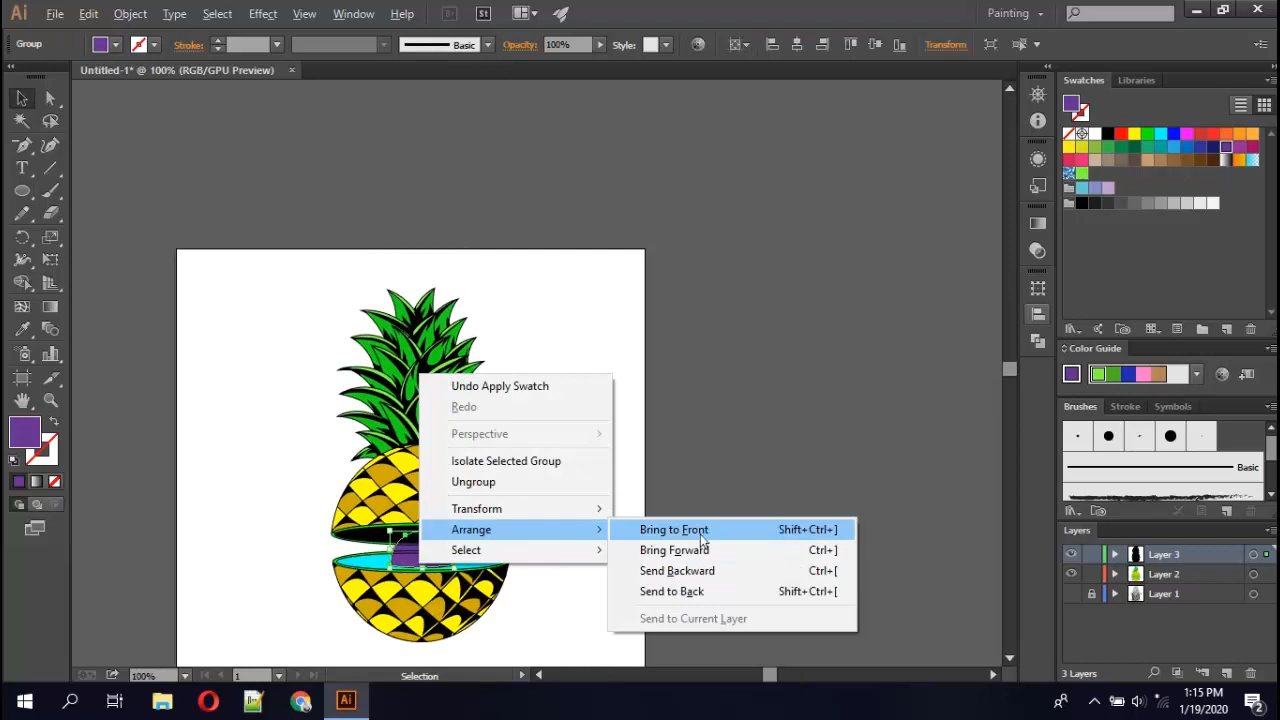 Ai File Edit Object Type Select Effect View Window Help Br St Painting
Group Stroke: Basic Opacity: 100% Style: Transform
Untitled-1* @ 100% (RGB/GPU Preview) ×
Swatches Libraries
Undo Apply Swatch
Redo
Perspective
Isolate Selected Group
Ungroup
Transform
Arrange
Select
Bring to Front Shift+Ctrl+]
Bring Forward Ctrl+]
Send Backward Ctrl+[
Send to Back Shift+Ctrl+[
Send to Current Layer
Color Guide
Brushes Stroke Symbols
Basic
Layers
Layer 3
Layer 2
Layer 1
3 Layers
100% 1 Selection
Ai
1:15 PM
1/19/2020
2